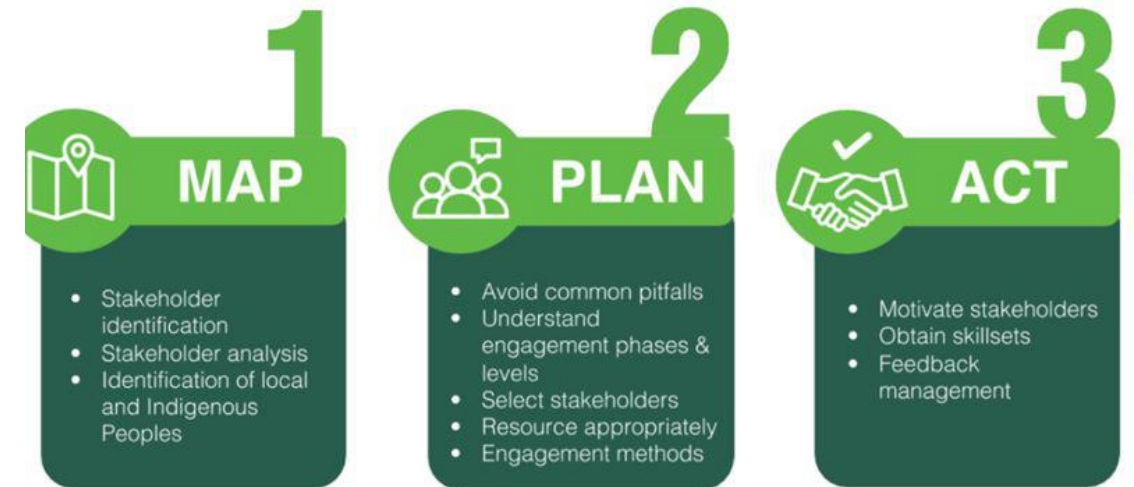 1
MAP
• Stakeholder
identification
• Stakeholder analysis
• Identification of local
and Indigenous
Peoples
2
PLAN
• Avoid common pitfalls
• Understand
engagement phases &
levels
• Select stakeholders
• Resource appropriately
• Engagement methods
3
ACT
• Motivate stakeholders
• Obtain skillsets
• Feedback
management